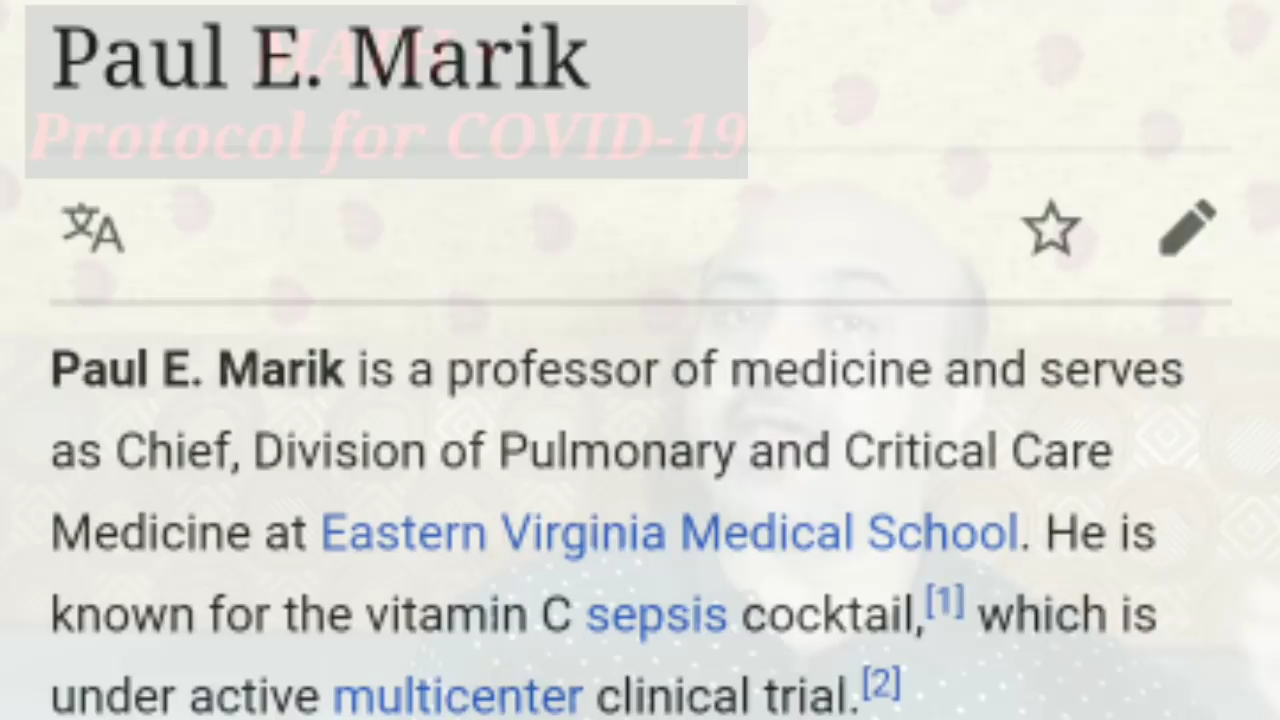 Paul E. Marik
MATH +
Protocol for COVID-19
Paul E. Marik is a professor of medicine and serves
as Chief, Division of Pulmonary and Critical Care
Medicine at Eastern Virginia Medical School. He is
known for the vitamin C sepsis cocktail,[1] which is
under active multicenter clinical trial.[2]